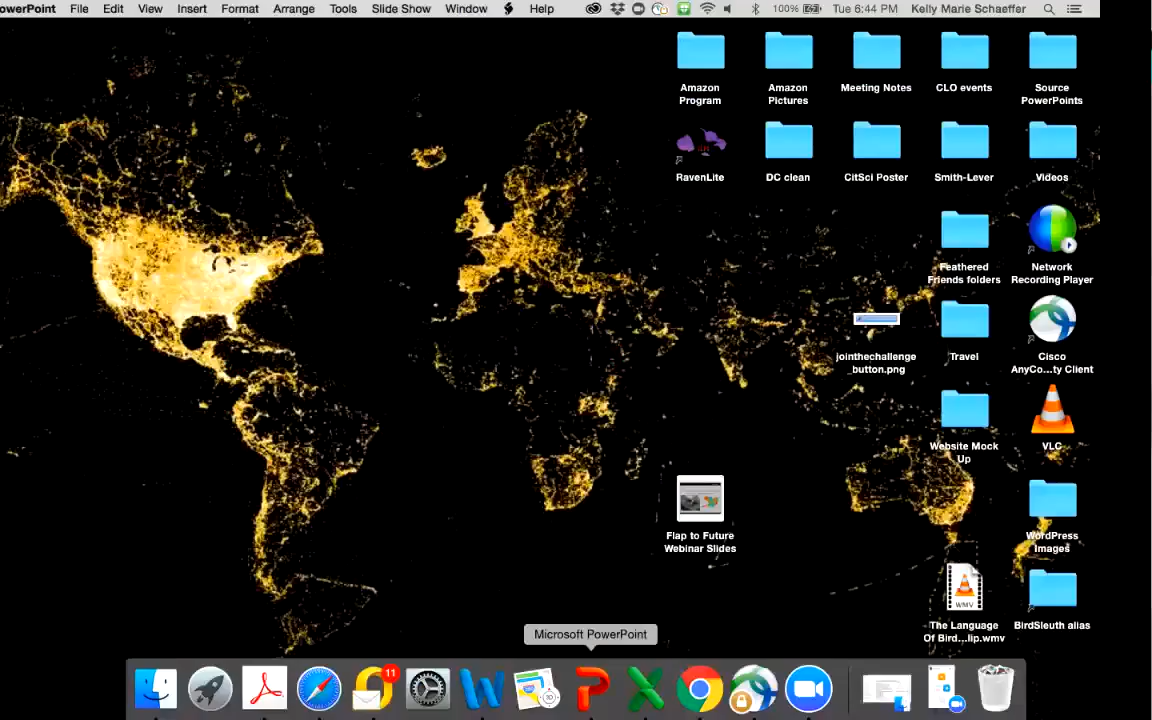 owerPoint File Edit View Insert Format Arrange Tools Slide Show Window Help 100% Tue 6:44 PM Kelly Marie Schaeffer
Amazon
Program
Amazon
Pictures
Meeting Notes
CLO events
Source
PowerPoints
RavenLite
DC clean
CitSci Poster
Smith-Lever
Videos
Feathered
Friends folders
Network
Recording Player
jointhechallenge
_button.png
Travel
Cisco
AnyCo...ty Client
Website Mock
Up
VLC
Flap to Future
Webinar Slides
WordPress
Images
WMV
The Language
Of Bird...lip.wmv
BirdSleuth alias
Microsoft PowerPoint
11